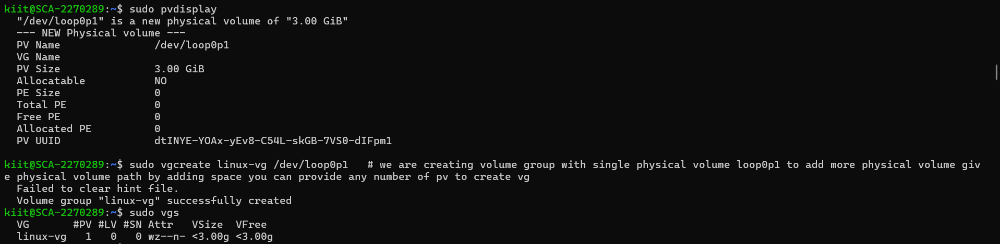 kiit@SCA-2270289:~$ sudo pvdisplay
  "/dev/loop0p1" is a new physical volume of "3.00 GiB"
  --- NEW Physical volume ---
  PV Name               /dev/loop0p1
  VG Name
  PV Size               3.00 GiB
  Allocatable           NO
  PE Size               0
  Total PE              0
  Free PE               0
  Allocated PE          0
  PV UUID               dtINYE-YOAx-yEv8-C54L-skGB-7VS0-dIFpm1

kiit@SCA-2270289:~$ sudo vgcreate linux-vg /dev/loop0p1   # we are creating volume group with single physical volume loop0p1 to add more physical volume giv
e physical volume path by adding space you can provide any number of pv to create vg
  Failed to clear hint file.
  Volume group "linux-vg" successfully created
kiit@SCA-2270289:~$ sudo vgs
  VG       #PV #LV #SN Attr   VSize  VFree
  linux-vg   1   0   0 wz--n- <3.00g <3.00g